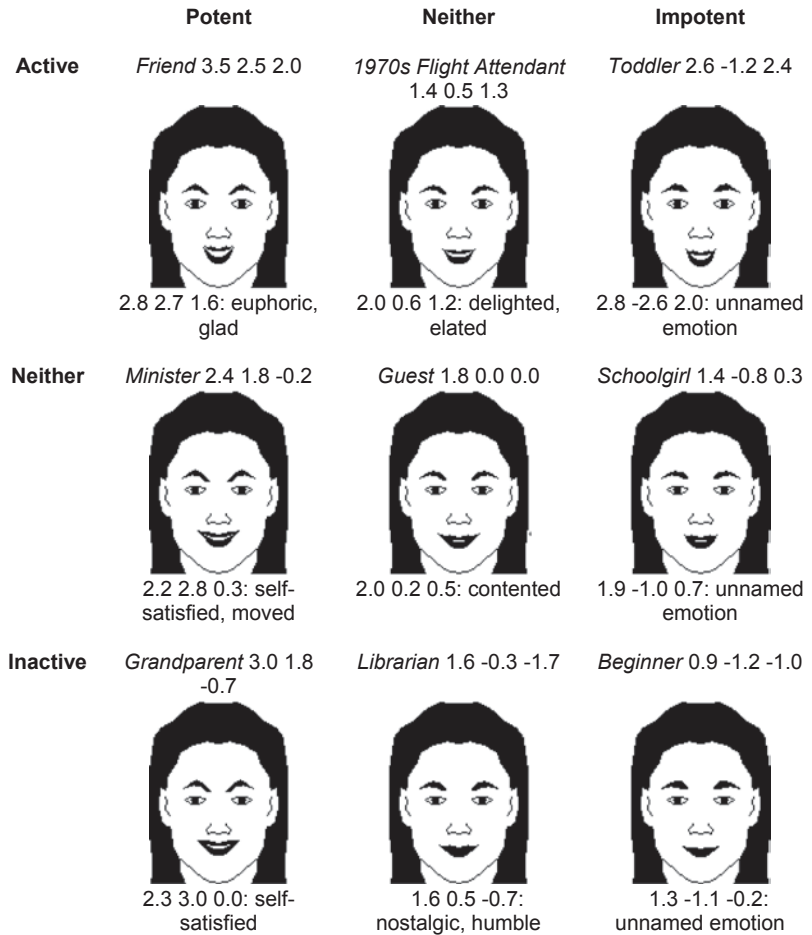 Potent Neither Impotent
Active Friend 3.5 2.5 2.0 1970s Flight Attendant Toddler 2.6 -1.2 2.4
1.4 0.5 1.3
2.8 2.7 1.6: euphoric, 2.0 0.6 1.2: delighted, 2.8 -2.6 2.0: unnamed
glad elated emotion
Neither Minister 2.4 1.8 -0.2 Guest 1.8 0.0 0.0 Schoolgirl 1.4 -0.8 0.3
2.2 2.8 0.3: self- 2.0 0.2 0.5: contented 1.9 -1.0 0.7: unnamed
satisfied, moved emotion
Inactive Grandparent 3.0 1.8 Librarian 1.6 -0.3 -1.7 Beginner 0.9 -1.2 -1.0
-0.7
2.3 3.0 0.0: self- 1.6 0.5 -0.7: 1.3 -1.1 -0.2:
satisfied nostalgic, humble unnamed emotion